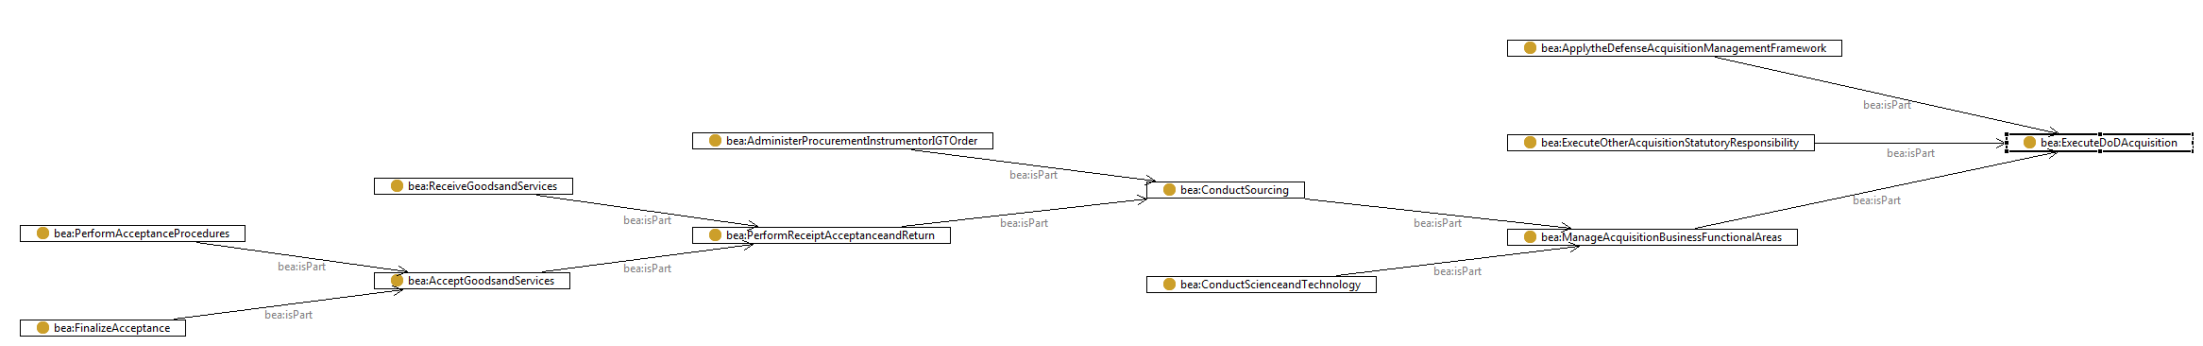 bea:ApplytheDefenseAcquisitionManagementFramework
bea:isPart
bea:AdministerProcurementInstrumentorIGTOrder
bea:ExecuteOtherAcquisitionStatutoryResponsibility
bea:isPart
bea:ExecuteDoDAcquisition
bea:isPart
bea:ReceiveGoodsandServices
bea:ConductSourcing
bea:isPart
bea:isPart
bea:isPart
bea:isPart
bea:PerformAcceptanceProcedures
bea:PerformReceiptAcceptanceandReturn
bea:ManageAcquisitionBusinessFunctionalAreas
bea:isPart
bea:isPart
bea:isPart
bea:AcceptGoodsandServices
bea:ConductScienceandTechnology
bea:isPart
bea:FinalizeAcceptance